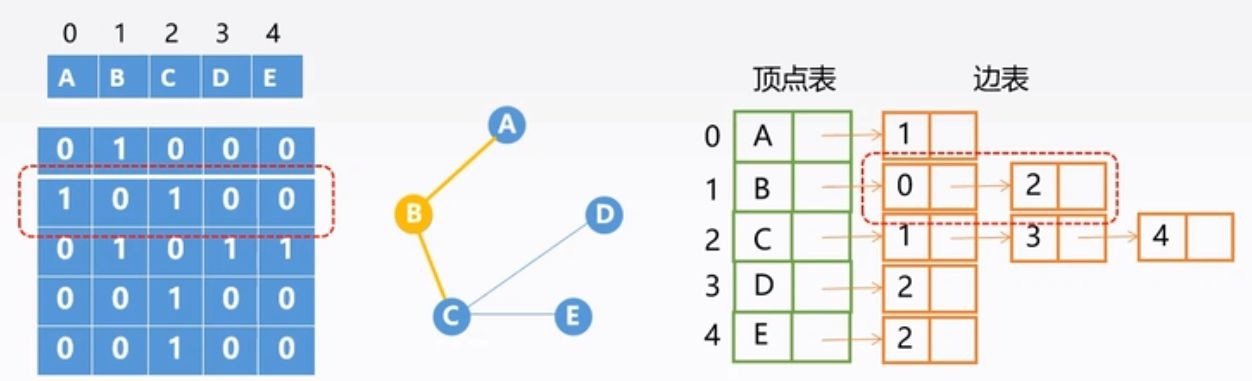 0 1 2 3 4
A B C D E
0 1 0 0 0
1 0 1 0 0
0 1 0 1 1
0 0 1 0 0
0 0 1 0 0
A
B
D
C
E
顶点表 边表
0 A 1
1 B 0 2
2 C 1 3 4
3 D 2
4 E 2